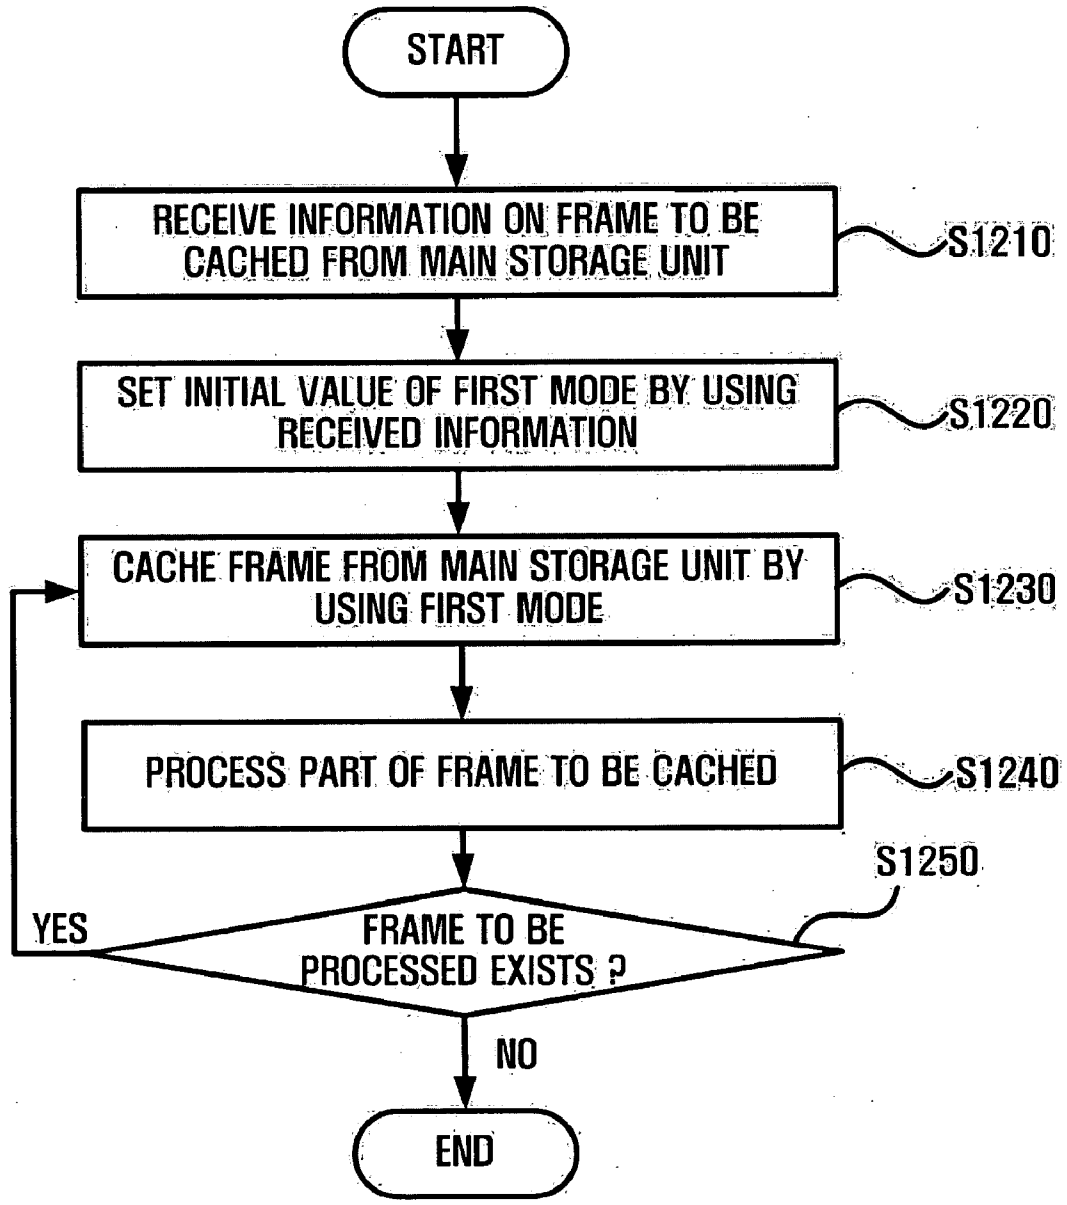 START
RECEIVE INFORMATION ON FRAME TO BE
CACHED FROM MAIN STORAGE UNIT
S1210
SET INITIAL VALUE OF FIRST MODE BY USING
RECEIVED INFORMATION
S1220
CACHE FRAME FROM MAIN STORAGE UNIT BY
USING FIRST MODE
S1230
PROCESS PART OF FRAME TO BE CACHED
S1240
S1250
YES
FRAME TO BE
PROCESSED EXISTS ?
NO
END